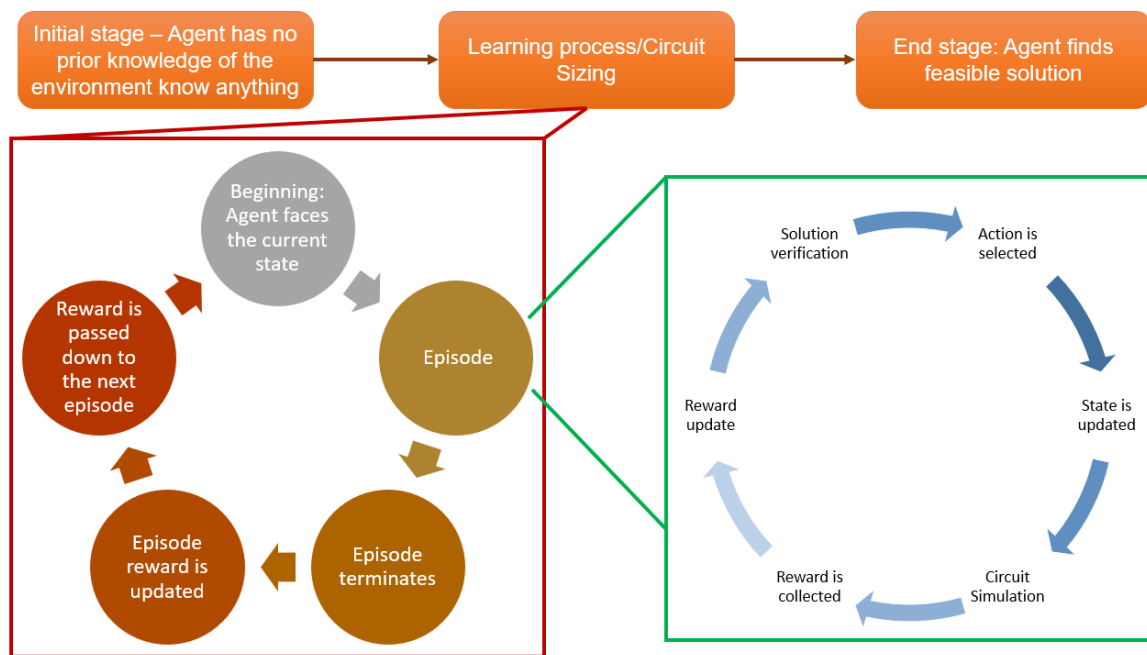 Initial stage – Agent has no
prior knowledge of the
environment know anything
Learning process/Circuit
Sizing
End stage: Agent finds
feasible solution
Beginning:
Agent faces
the current
state
Episode
Episode
terminates
Episode
reward is
updated
Reward is
passed
down to
the next
episode
Solution
verification
Action is
selected
State is
updated
Circuit
Simulation
Reward is
collected
Reward
update